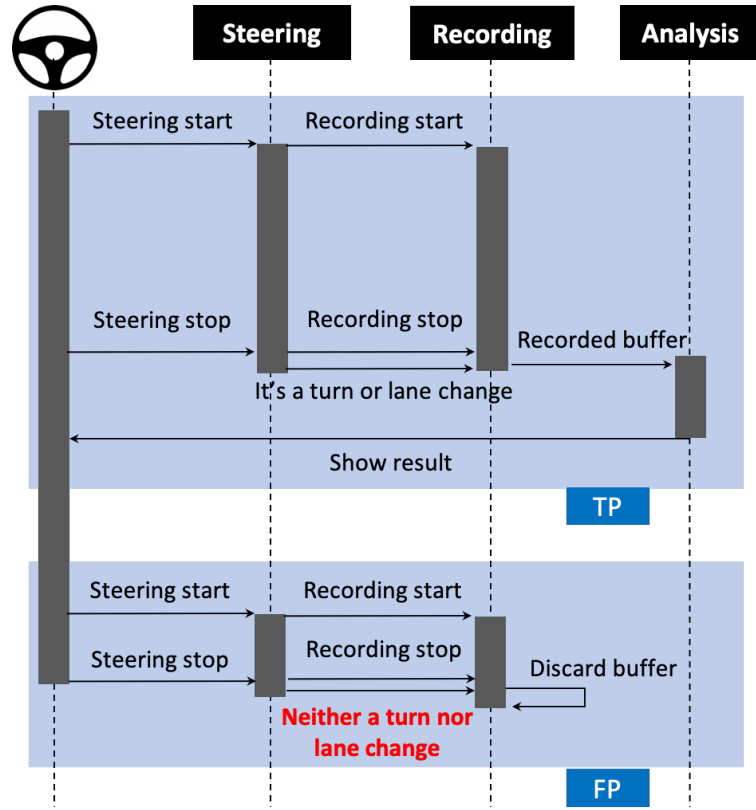 Steering
Recording
Analysis
Steering start
Recording start
Steering stop
Recording stop
Recorded buffer
It's a turn or lane change
Show result
TP
Steering start
Recording start
Steering stop
Recording stop
Discard buffer
Neither a turn nor
lane change
FP